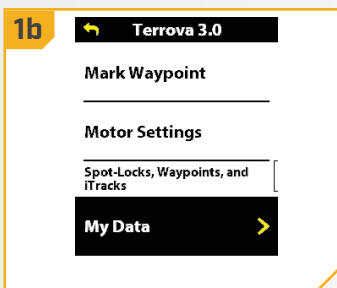 1b
Terrova 3.0
Mark Waypoint
Motor Settings
Spot-Locks, Waypoints, and
iTracks
My Data